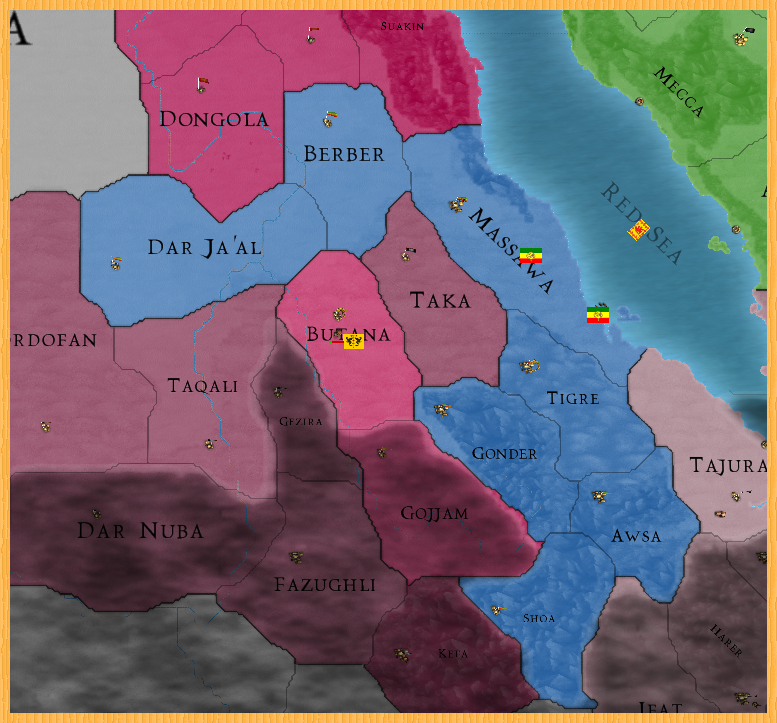 A
SUAKIN
MECCA
DONGOLA
BERBER
RED SEA
DAR JA'AL
MASSAWA
TAKA
BUTANA
RDOFAN
TAQALI
TIGRE
GEZIRA
GONDER
TAJURA
GOJJAM
DAR NUBA
AWSA
FAZUGHLI
SHOA
HARER
KEFA
IFAT